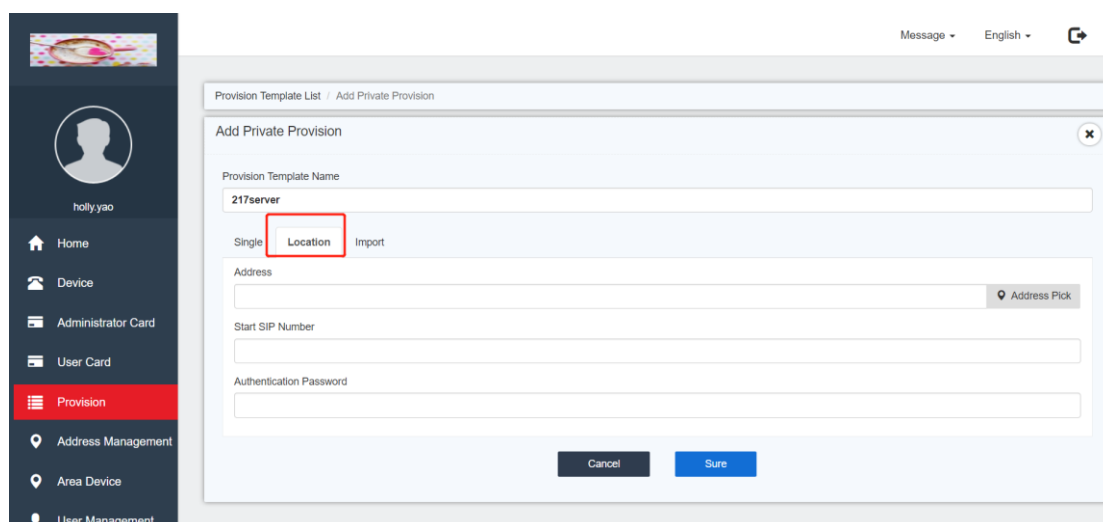 Message English
Provision Template List / Add Private Provision
Add Private Provision
Provision Template Name
217server
Single Location Import
Address
Address Pick
Start SIP Number
Authentication Password
Cancel Sure
holly.yao
Home
Device
Administrator Card
User Card
Provision
Address Management
Area Device
User Management